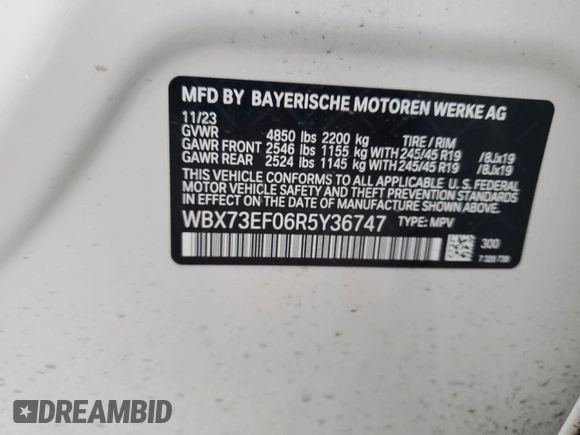 MFD BY BAYERISCHE MOTOREN WERKE AG
11/23
GVWR 4850 lbs 2200 kg TIRE / RIM
GAWR FRONT 2546 lbs 1155 kg WITH 245/45 R19 /8Jx19
GAWR REAR 2524 lbs 1145 kg WITH 245/45 R19 /8Jx19
THIS VEHICLE CONFORMS TO ALL APPLICABLE U. S. FEDERAL
MOTOR VEHICLE SAFETY AND THEFT PREVENTION STANDARDS
IN EFFECT ON THE DATE OF MANUFACTURE SHOWN ABOVE.
WBX73EF06R5Y36747 TYPE: MPV
300
DREAMBID